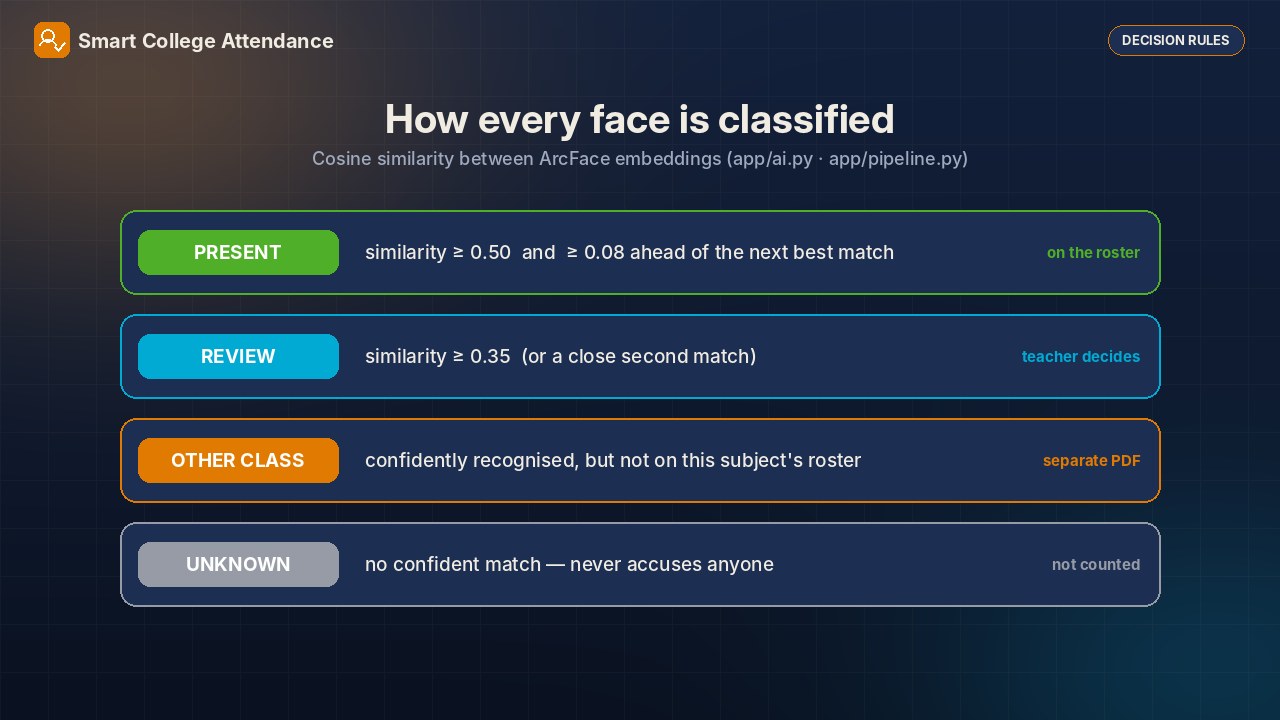 Smart College Attendance
DECISION RULES
How every face is classified
Cosine similarity between ArcFace embeddings (app/ai.py · app/pipeline.py)
PRESENT similarity ≥ 0.50 and ≥ 0.08 ahead of the next best match on the roster
REVIEW similarity ≥ 0.35 (or a close second match) teacher decides
OTHER CLASS confidently recognised, but not on this subject's roster separate PDF
UNKNOWN no confident match — never accuses anyone not counted